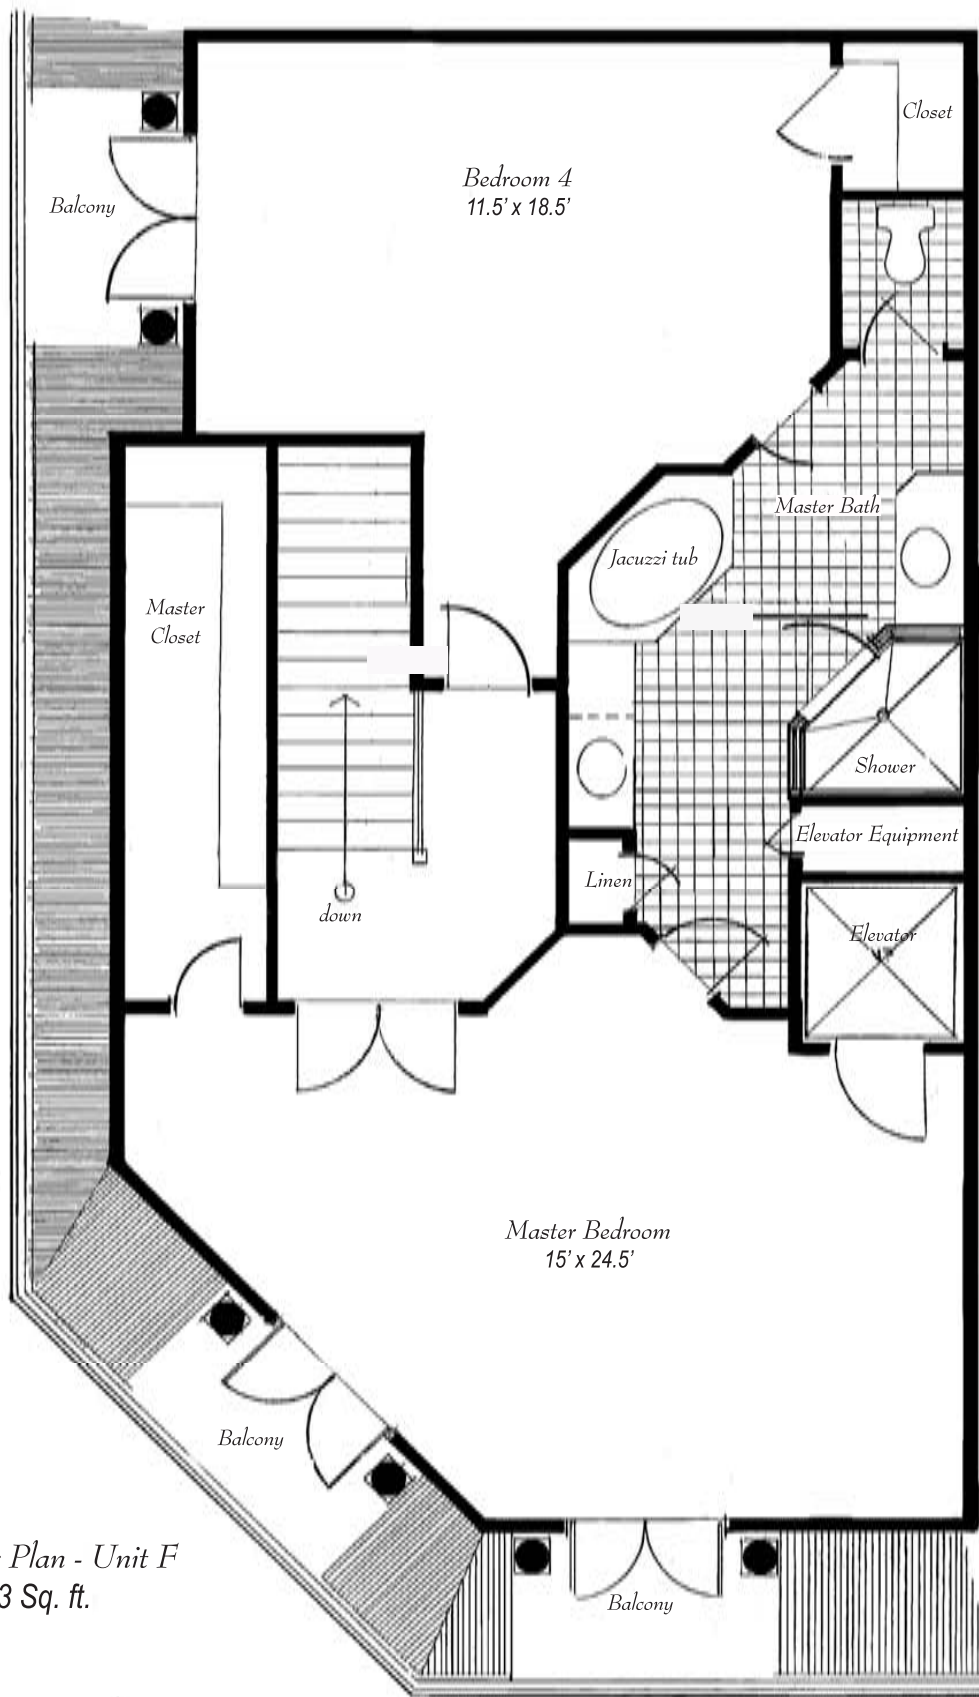 Closet
Bedroom 4
11.5' x 18.5'
Balcony
Master Bath
Jacuzzi tub
Master
Closet
Shower
Elevator Equipment
Linen
down
Elevator
Master Bedroom
15' x 24.5'
Balcony
Plan - Unit F
3 Sq. ft.
Balcony